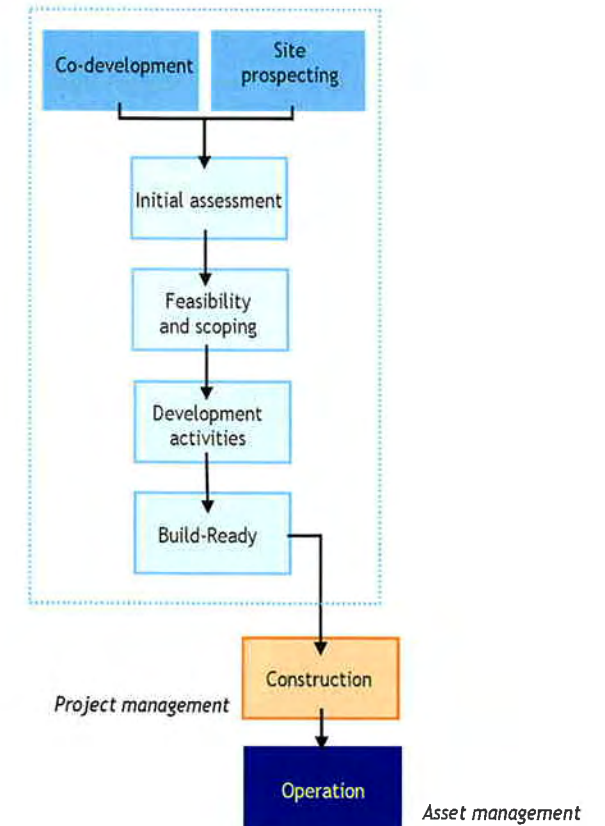 Co-development
Site
prospecting
Initial assessment
Feasibility
and scoping
Development
activities
Build-Ready
Construction
Project management
Operation
Asset management